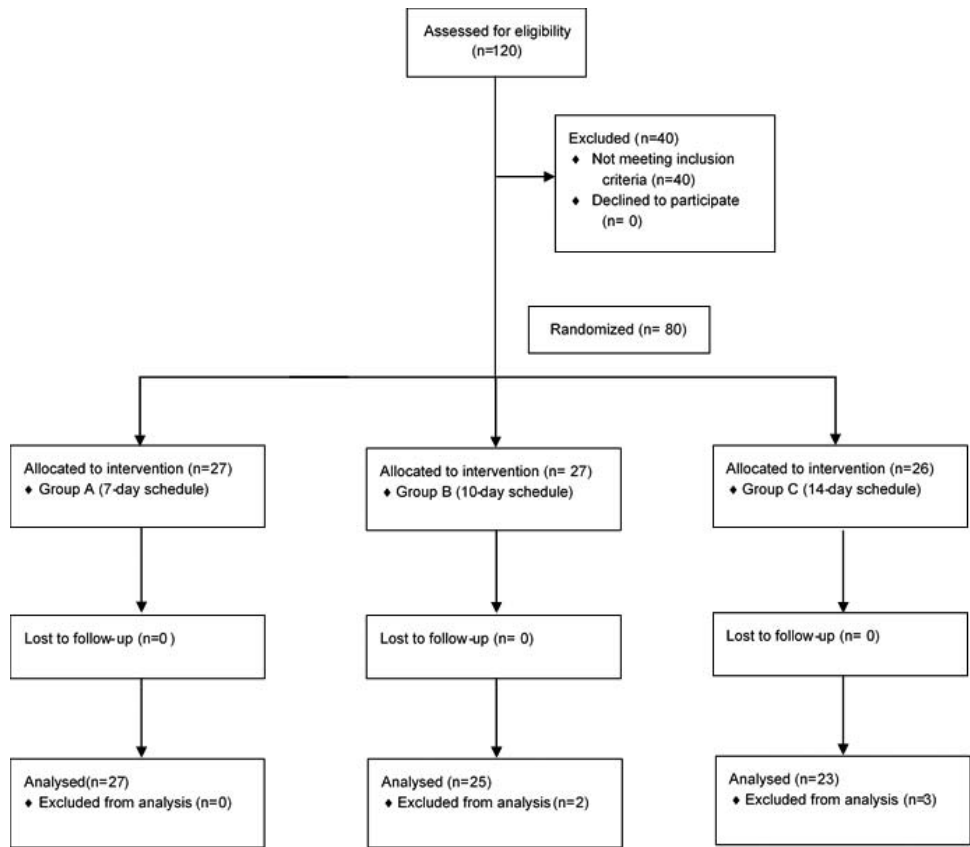 Assessed for eligibility
(n=120)
Excluded (n=40)
♦ Not meeting inclusion
criteria (n=40)
♦ Declined to participate
(n= 0)
Randomized (n= 80)
Allocated to intervention (n=27)
♦ Group A (7-day schedule)
Allocated to intervention (n= 27)
♦ Group B (10-day schedule)
Allocated to intervention (n=26)
♦ Group C (14-day schedule)
Lost to follow-up (n=0 )
Lost to follow-up (n= 0)
Lost to follow-up (n= 0)
Analysed(n=27)
♦ Excluded from analysis (n=0)
Analysed (n=25)
♦ Excluded from analysis (n=2)
Analysed (n=23)
♦ Excluded from analysis (n=3)